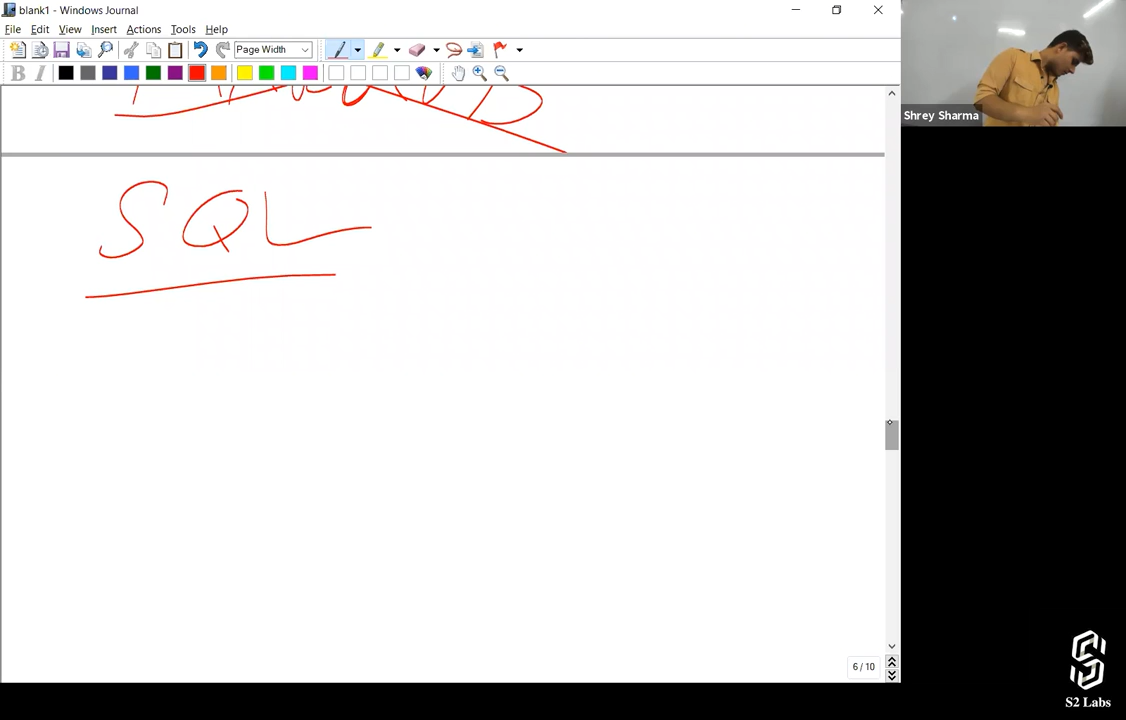 blank1 - Windows Journal
File Edit View Insert Actions Tools Help
Page Width
B I
SQL
6 / 10
Shrey Sharma
S2 Labs